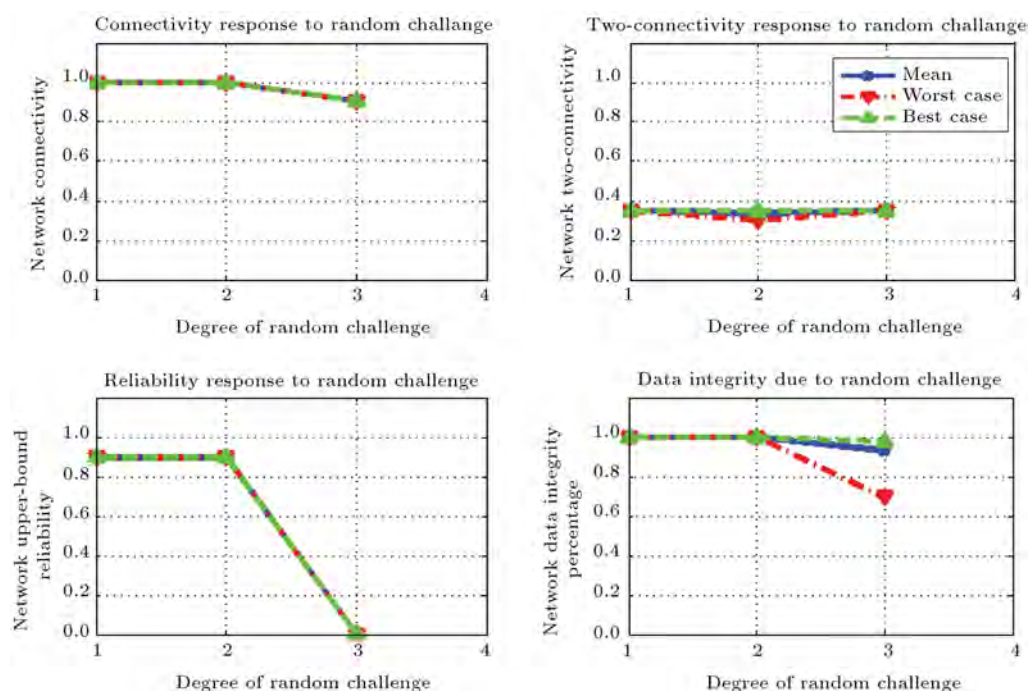 Connectivity response to random challange
Network connectivity
1.0
0.8
0.6
0.4
0.2
0.0
1 2 3 4
Degree of random challenge
Two-connectivity response to random challange
Network two-connectivity
1.0
0.8
0.6
0.4
0.2
0.0
Mean
Worst case
Best case
1 2 3 4
Degree of random challenge
Reliability response to random challenge
Network upper-bound
reliability
1.0
0.8
0.6
0.4
0.2
0.0
1 2 3 4
Degree of random challenge
Data integrity due to random challenge
Network data integrity
percentage
1.0
0.8
0.6
0.4
0.2
0.0
1 2 3 4
Degree of random challenge